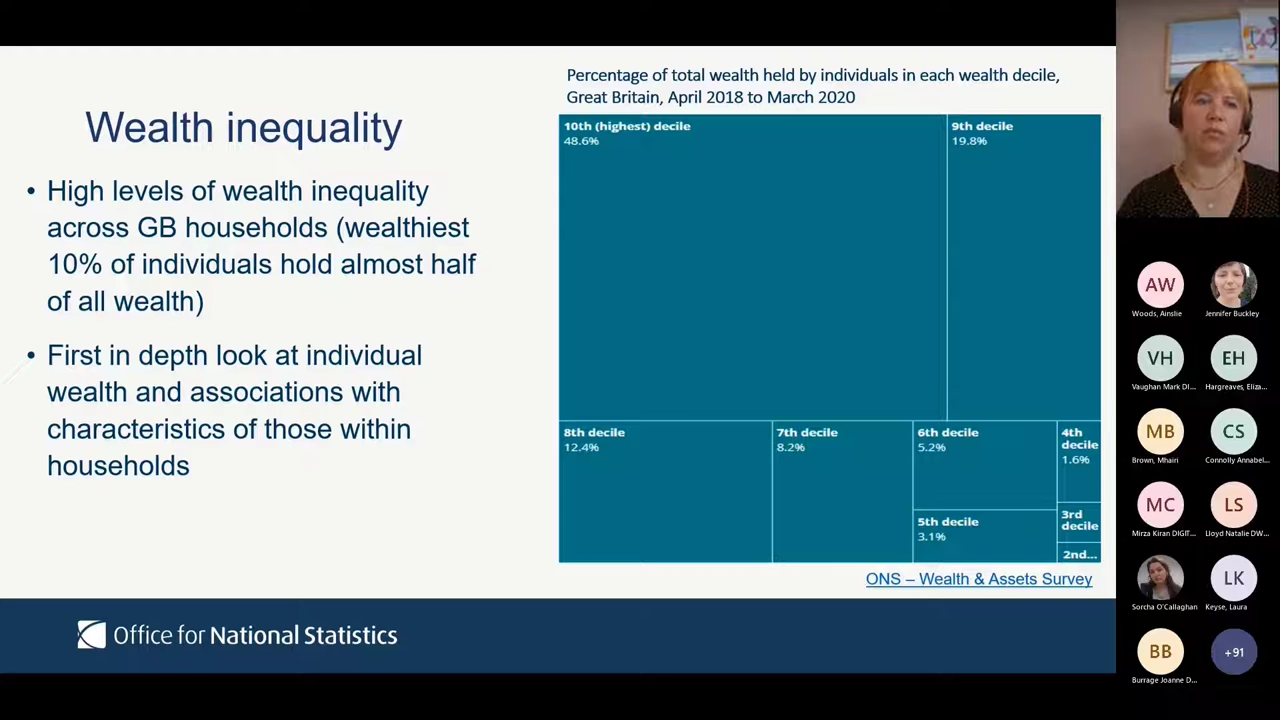 Wealth inequality
• High levels of wealth inequality
across GB households (wealthiest
10% of individuals hold almost half
of all wealth)
• First in depth look at individual
wealth and associations with
characteristics of those within
households
Percentage of total wealth held by individuals in each wealth decile,
Great Britain, April 2018 to March 2020
10th (highest) decile
48.6%
9th decile
19.8%
8th decile
12.4%
7th decile
8.2%
6th decile
5.2%
5th decile
3.1%
4th
decile
1.6%
3rd
decile
2nd...
ONS – Wealth & Assets Survey
Office for National Statistics
AW
Woods, Ainslie
Jennifer Buckley
VH
Vaughan Mark DI...
EH
Hargreaves, Eliza...
MB
Brown, Mhairi
CS
Connolly Annabel...
MC
Mirza Kiran DIGIT...
LS
Lloyd Natalie DW...
Sorcha O'Callaghan
LK
Keyse, Laura
BB
Burrage Joanne D...
+91